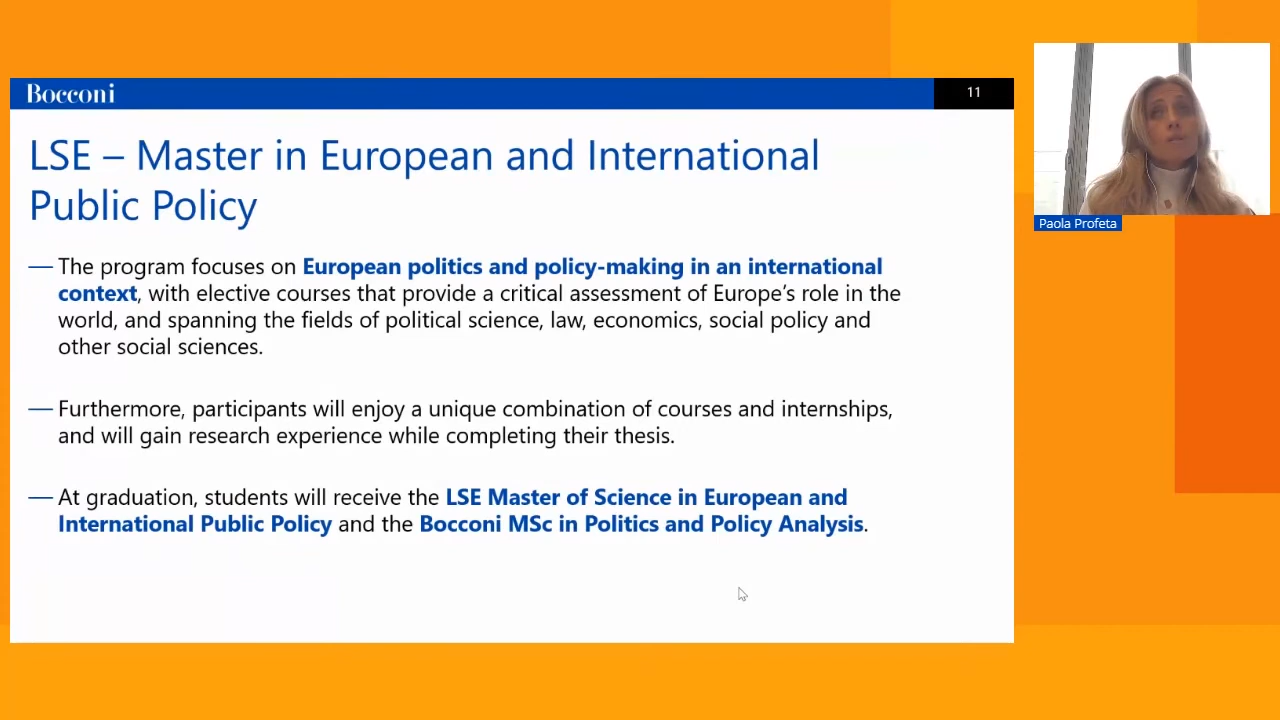 Bocconi
11
LSE – Master in European and International
Public Policy
— The program focuses on European politics and policy-making in an international
context, with elective courses that provide a critical assessment of Europe’s role in the
world, and spanning the fields of political science, law, economics, social policy and
other social sciences.
— Furthermore, participants will enjoy a unique combination of courses and internships,
and will gain research experience while completing their thesis.
— At graduation, students will receive the LSE Master of Science in European and
International Public Policy and the Bocconi MSc in Politics and Policy Analysis.
Paola Profeta